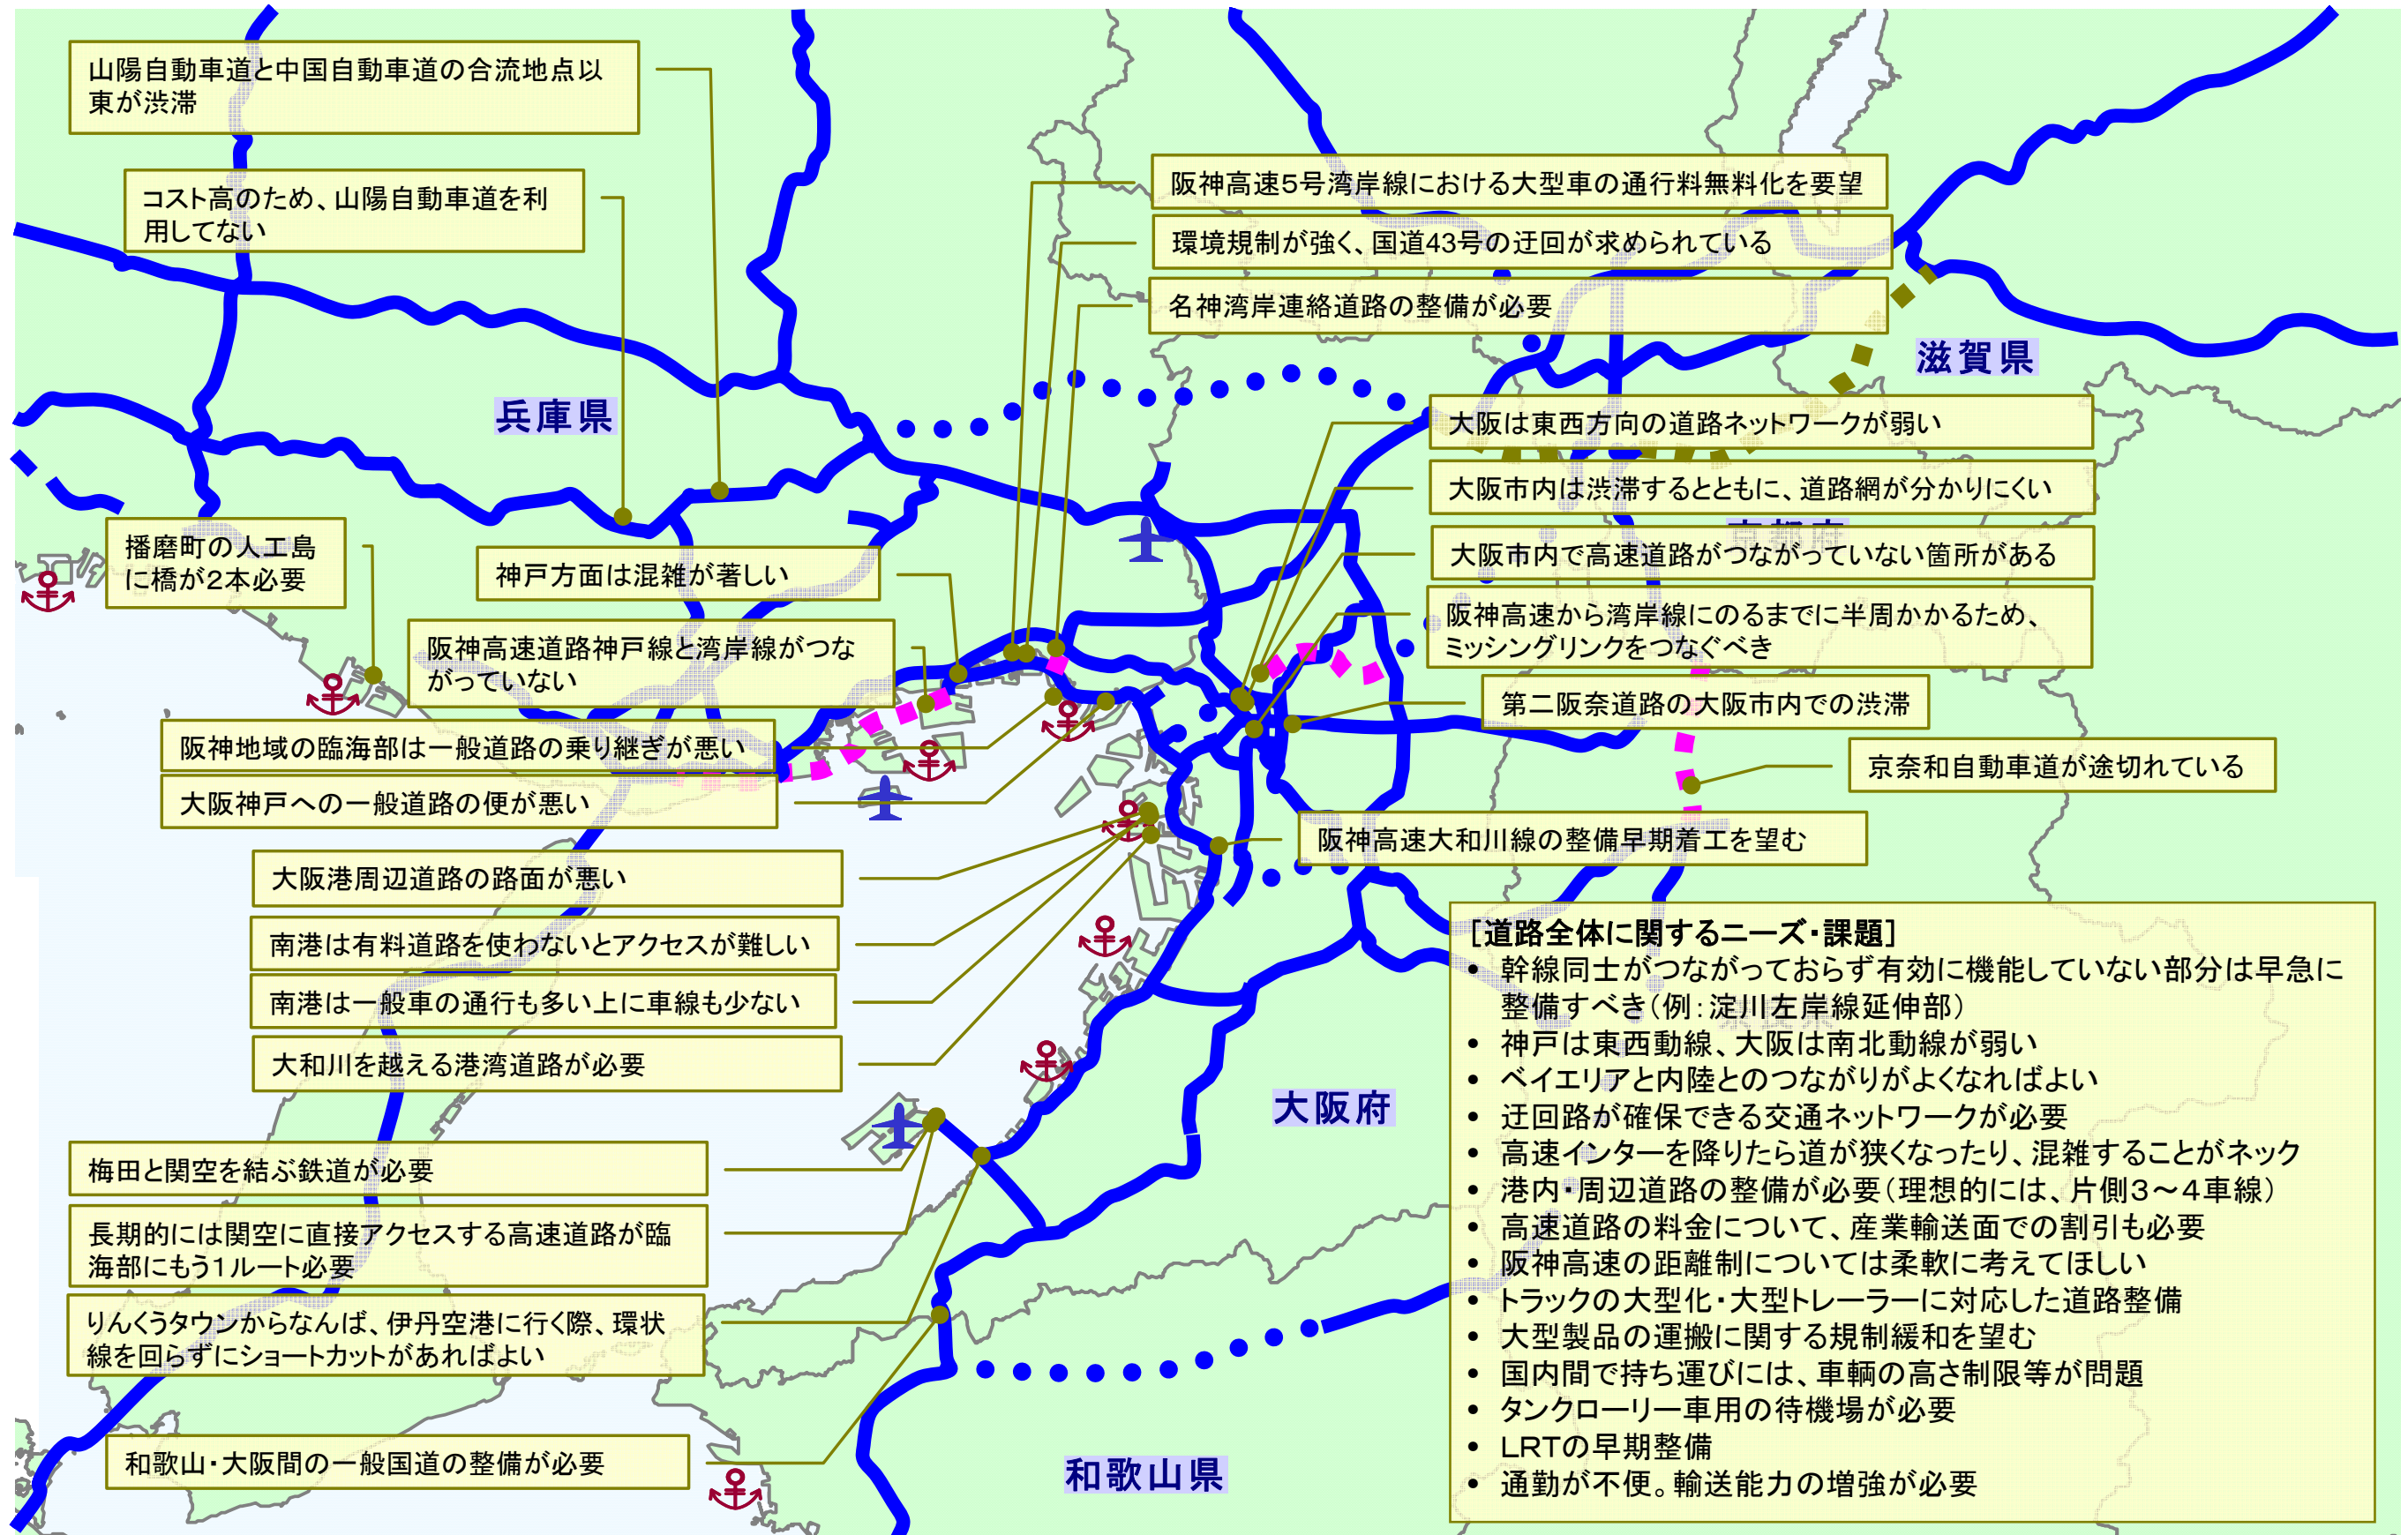 山陽自動車道と中国自動車道の合流地点以
東が渋滞
コスト高のため、山陽自動車道を利
用してない
阪神高速5号湾岸線における大型車の通行料無料化を要望
環境規制が強く、国道43号の迂回が求められている
名神湾岸連絡道路の整備が必要
滋賀県
兵庫県
大阪は東西方向の道路ネットワークが弱い
大阪市内は渋滞するとともに、道路網が分かりにくい
京都府
大阪市内で高速道路がつながっていない箇所がある
播磨町の人工島
に橋が2本必要
神戸方面は混雑が著しい
阪神高速から湾岸線にのるまでに半周かかるため、
ミッシングリンクをつなぐべき
阪神高速道路神戸線と湾岸線がつな
がっていない
第二阪奈道路の大阪市内での渋滞
阪神地域の臨海部は一般道路の乗り継ぎが悪い
京奈和自動車道が途切れている
大阪神戸への一般道路の便が悪い
阪神高速大和川線の整備早期着工を望む
大阪港周辺道路の路面が悪い
南港は有料道路を使わないとアクセスが難しい
南港は一般車の通行も多い上に車線も少ない
大和川を越える港湾道路が必要
大阪府
梅田と関空を結ぶ鉄道が必要
長期的には関空に直接アクセスする高速道路が臨
海部にもう1ルート必要
りんくうタウンからなんば、伊丹空港に行く際、環状
線を回らずにショートカットがあればよい
和歌山・大阪間の一般国道の整備が必要
和歌山県
［道路全体に関するニーズ・課題］
• 幹線同士がつながっておらず有効に機能していない部分は早急に
整備すべき（例：淀川左岸線延伸部）
• 神戸は東西動線、大阪は南北動線が弱い
• ベイエリアと内陸とのつながりがよくなればよい
• 迂回路が確保できる交通ネットワークが必要
• 高速インターを降りたら道が狭くなったり、混雑することがネック
• 港内・周辺道路の整備が必要（理想的には、片側3～4車線）
• 高速道路の料金について、産業輸送面での割引も必要
• 阪神高速の距離制については柔軟に考えてほしい
• トラックの大型化・大型トレーラーに対応した道路整備
• 大型製品の運搬に関する規制緩和を望む
• 国内間で持ち運びには、車輌の高さ制限等が問題
• タンクローリー車用の待機場が必要
• LRTの早期整備
• 通勤が不便。輸送能力の増強が必要